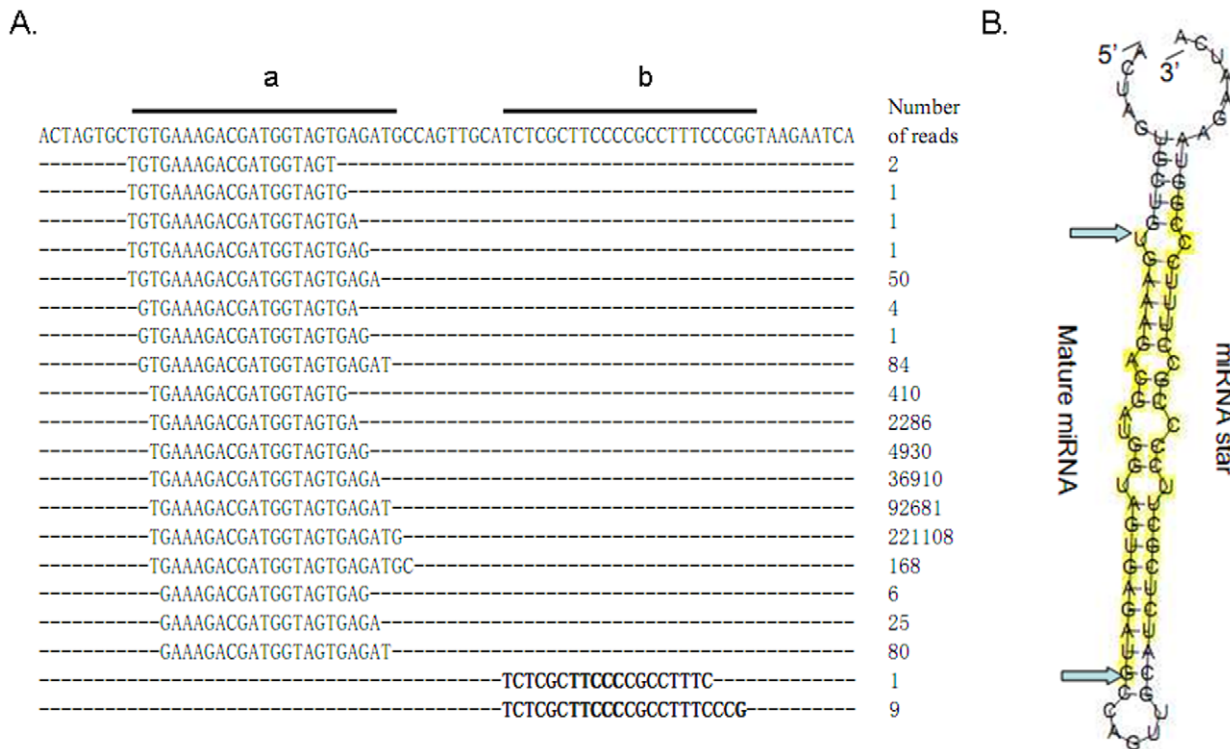 A.
a
b
Number of reads
ACTAGTGCTGTGAAAGACGATGGTAGTGAGATGCCAGTTGCATCTCGCTTCCCCGCCTTTCCCGGTAAGAATCA
--------TGTGAAAGACGATGGTAGT----------------------------------------------- 2
--------TGTGAAAGACGATGGTAGTG---------------------------------------------- 1
--------TGTGAAAGACGATGGTAGTGA--------------------------------------------- 1
--------TGTGAAAGACGATGGTAGTGAG-------------------------------------------- 1
--------TGTGAAAGACGATGGTAGTGAGA------------------------------------------- 50
---------GTGAAAGACGATGGTAGTGA--------------------------------------------- 4
---------GTGAAAGACGATGGTAGTGAG-------------------------------------------- 1
---------GTGAAAGACGATGGTAGTGAGAT------------------------------------------ 84
----------TGAAAGACGATGGTAGTG---------------------------------------------- 410
----------TGAAAGACGATGGTAGTGA--------------------------------------------- 2286
----------TGAAAGACGATGGTAGTGAG-------------------------------------------- 4930
----------TGAAAGACGATGGTAGTGAGA------------------------------------------- 36910
----------TGAAAGACGATGGTAGTGAGAT------------------------------------------ 92681
----------TGAAAGACGATGGTAGTGAGATG----------------------------------------- 221108
----------TGAAAGACGATGGTAGTGAGATGC---------------------------------------- 168
-----------GAAAGACGATGGTAGTGAG-------------------------------------------- 6
-----------GAAAGACGATGGTAGTGAGA------------------------------------------- 25
-----------GAAAGACGATGGTAGTGAGAT------------------------------------------ 80
------------------------------------------TCTCGCTTCCCCGCCTTTC------------- 1
------------------------------------------TCTCGCTTCCCCGCCTTTCCCG---------- 9
B.
5'
3'
ACUAGUGCUGUGAAAGACGAUGGUAGUGAGAUGCCAGUUGCAUCUCGCUUCCCCGCCUUUCCCGGUAAGAAUCA
Mature miRNA
miRNA star